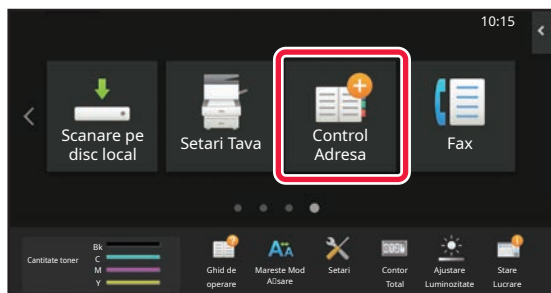 10:15
Scanare pe
disc local
Setari Tava
Control
Adresa
Fax
Cantitate toner
Bk
C
M
Y
Ghid de
operare
Mareste Mod
A▯sare
Setari
Contor
Total
Ajustare
Luminozitate
Stare
Lucrare